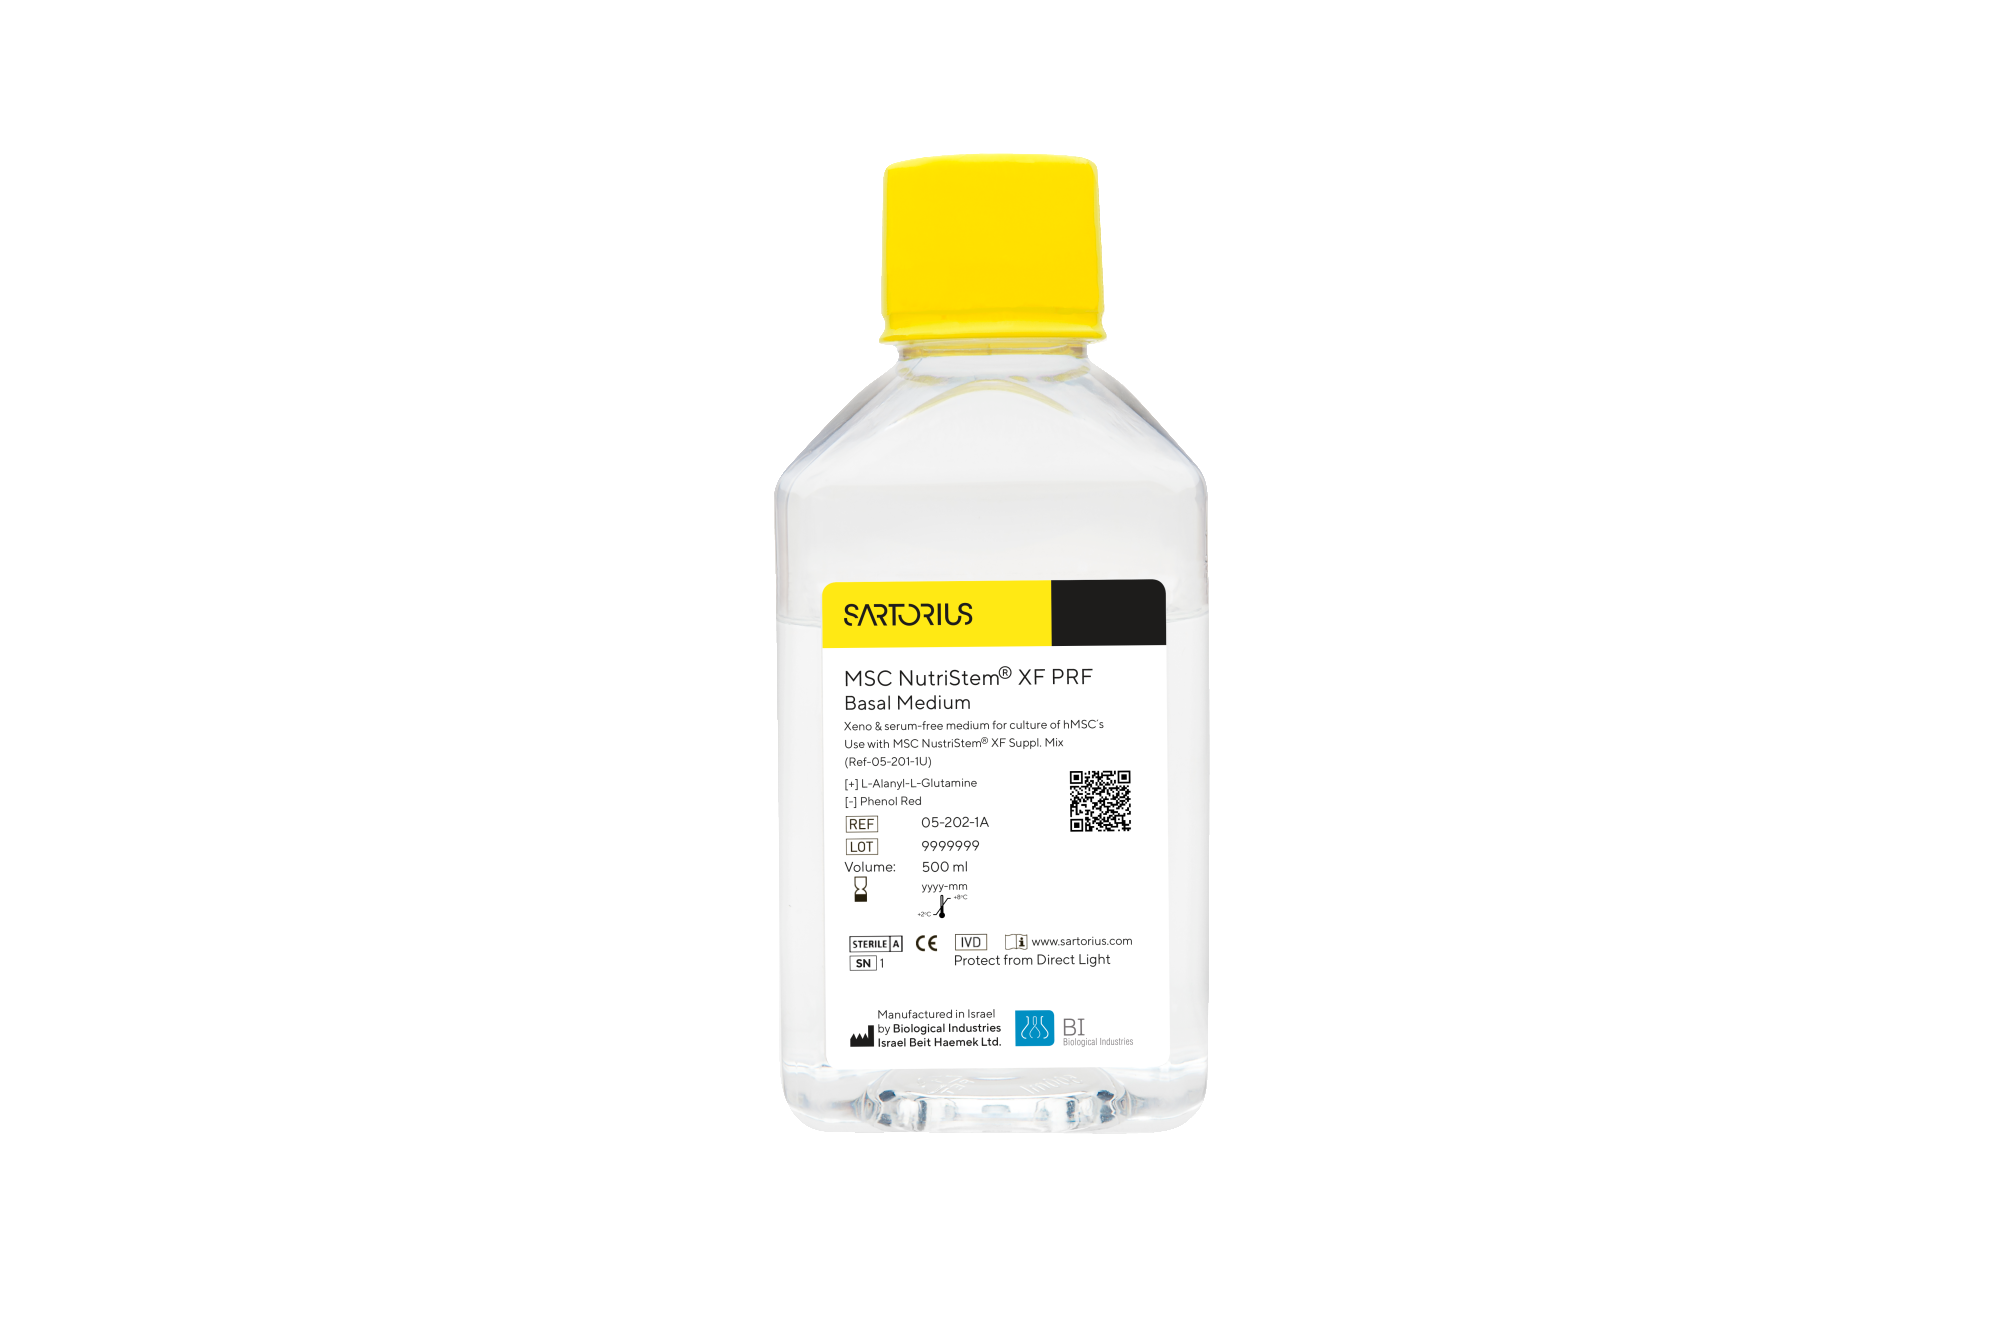 SARTORIUS
MSC NutriStem® XF PRF
Basal Medium
Xeno & serum-free medium for culture of hMSC´s
Use with MSC NustriStem® XF Suppl. Mix
(Ref-05-201-1U)
[+] L-Alanyl-L-Glutamine
[-] Phenol Red
REF 05-202-1A
LOT 9999999
Volume: 500 ml
yyyy-mm
+8°C
+2°C
STERILE A CE IVD i www.sartorius.com
SN 1 Protect from Direct Light
Manufactured in Israel
by Biological Industries
Israel Beit Haemek Ltd.
BI
Biological Industries